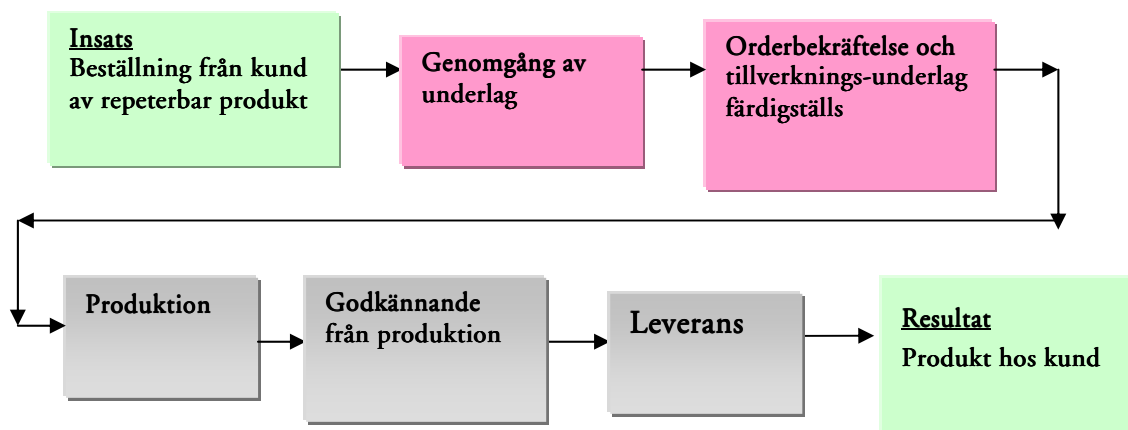 Insats
Beställning från kund
av repeterbar produkt
Genomgång av
underlag
Orderbekräftelse och
tillverknings-underlag
färdigställs
Produktion
Godkännande
från produktion
Leverans
Resultat
Produkt hos kund